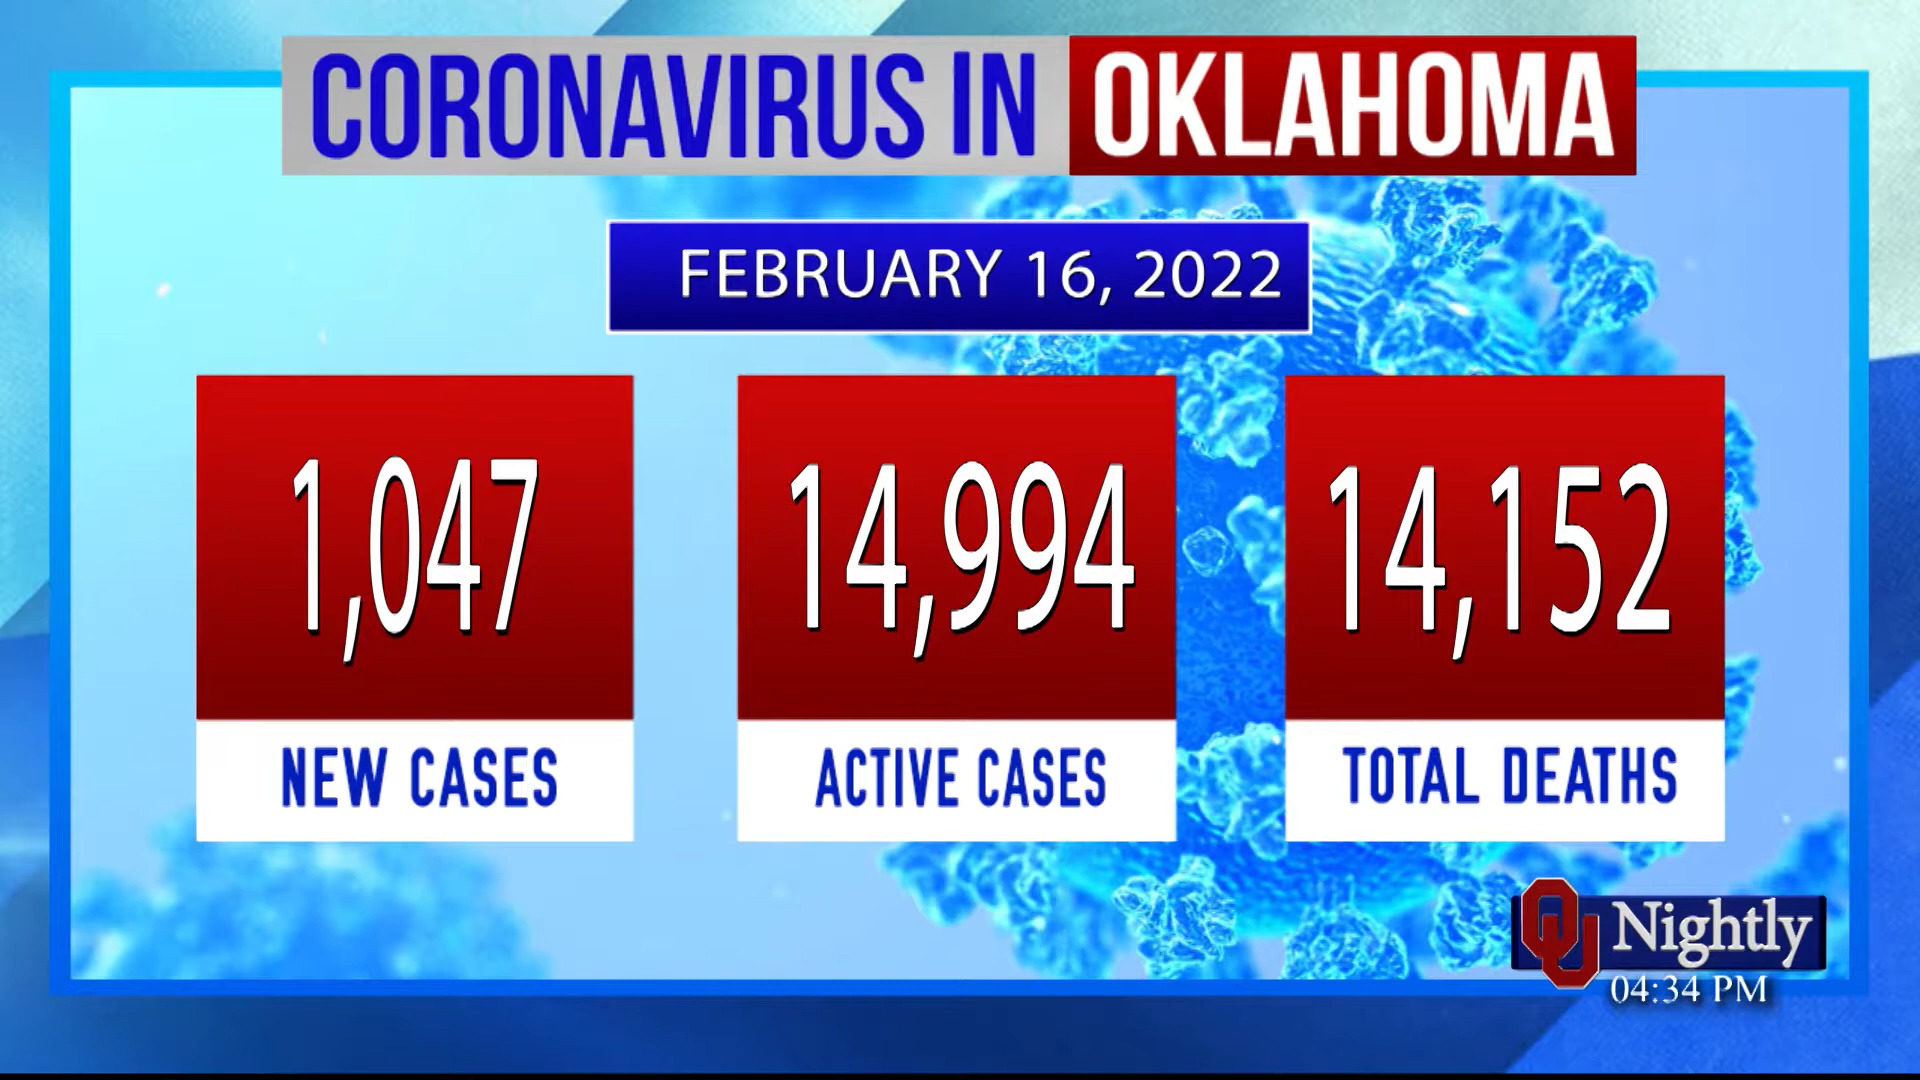 CORONAVIRUS IN OKLAHOMA
FEBRUARY 16, 2022
1,047
NEW CASES
14,994
ACTIVE CASES
14,152
TOTAL DEATHS
OU Nightly
04:34 PM